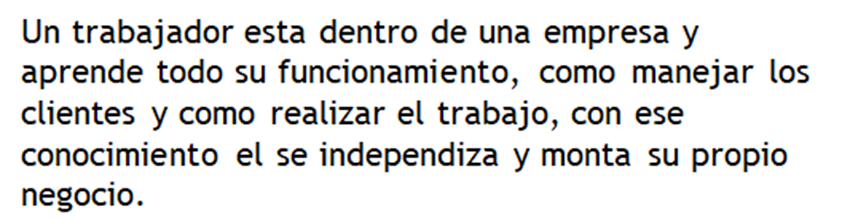 Un trabajador esta dentro de una empresa y
aprende todo su funcionamiento, como manejar los
clientes y como realizar el trabajo, con ese
conocimiento el se independiza y monta su propio
negocio.